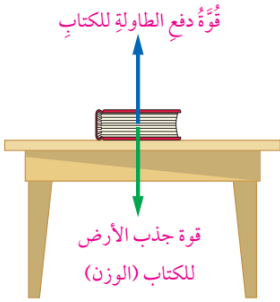 قُوَّةُ دفعِ الطاولةِ للكتابِ
قوة جذب الأرض
للكتاب (الوزن)